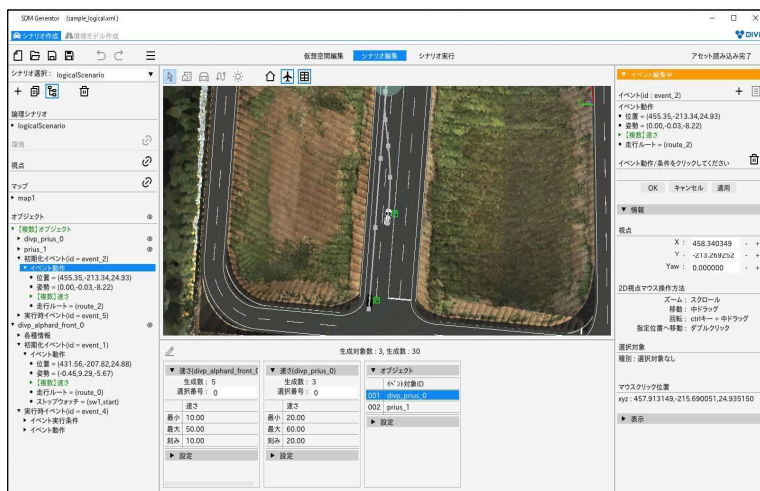 SDM Generator (sample_logical.xml)
シナリオ作成 環境モデル作成
DIVP
仮想空間編集 シナリオ編集 シナリオ実行 アセット読み込み完了
シナリオ選択: logicalScenario
論理シナリオ
logicalScenario
環境
視点
マップ
map1
オブジェクト
【複数】オブジェクト
divp_prius_0
prius_1
初期化イベント(id = event_2)
イベント動作
位置 = (455.35,-213.34,24.93)
姿勢 = (0.00,-0.03,-8.22)
【複数】速さ
走行ルート = (route_2)
実行時イベント(id = event_5)
divp_alphard_front_0
各種情報
初期化イベント(id = event_1)
イベント動作
位置 = (431.56,-207.82,24.88)
姿勢 = (-0.46,9.29,-5.67)
【複数】速さ
走行ルート = (route_0)
ストップウォッチ = (sw1,start)
実行時イベント(id = event_4)
イベント実行条件
イベント動作
生成対象数: 3, 生成数: 30
速さ(divp_alphard_front_0
生成数: 5
選択番号: 0
速さ
最小 10.00
最大 50.00
刻み 10.00
設定
速さ(divp_prius_0)
生成数: 3
選択番号: 0
速さ
最小 20.00
最大 60.00
刻み 20.00
設定
オブジェクト
イベント対象ID
001 divp_prius_0
002 prius_1
設定
イベント編集中
イベント(id : event_2)
イベント動作
位置 = (455.35,-213.34,24.93)
姿勢 = (0.00,-0.03,-8.22)
【複数】速さ
走行ルート = (route_2)
イベント動作/条件をクリックしてください
OK キャンセル 適用
情報
視点
X : 458.340349 - +
Y : -213.269252 - +
Yaw : 0.000000 - +
2D視点マウス操作方法
ズーム : スクロール
移動 : 中ドラッグ
回転 : ctrlキー + 中ドラッグ
指定位置へ移動 : ダブルクリック
選択対象
種別 : 選択対象なし
マウスクリック位置
xyz : 457.913149,-215.690051,24.935150
表示